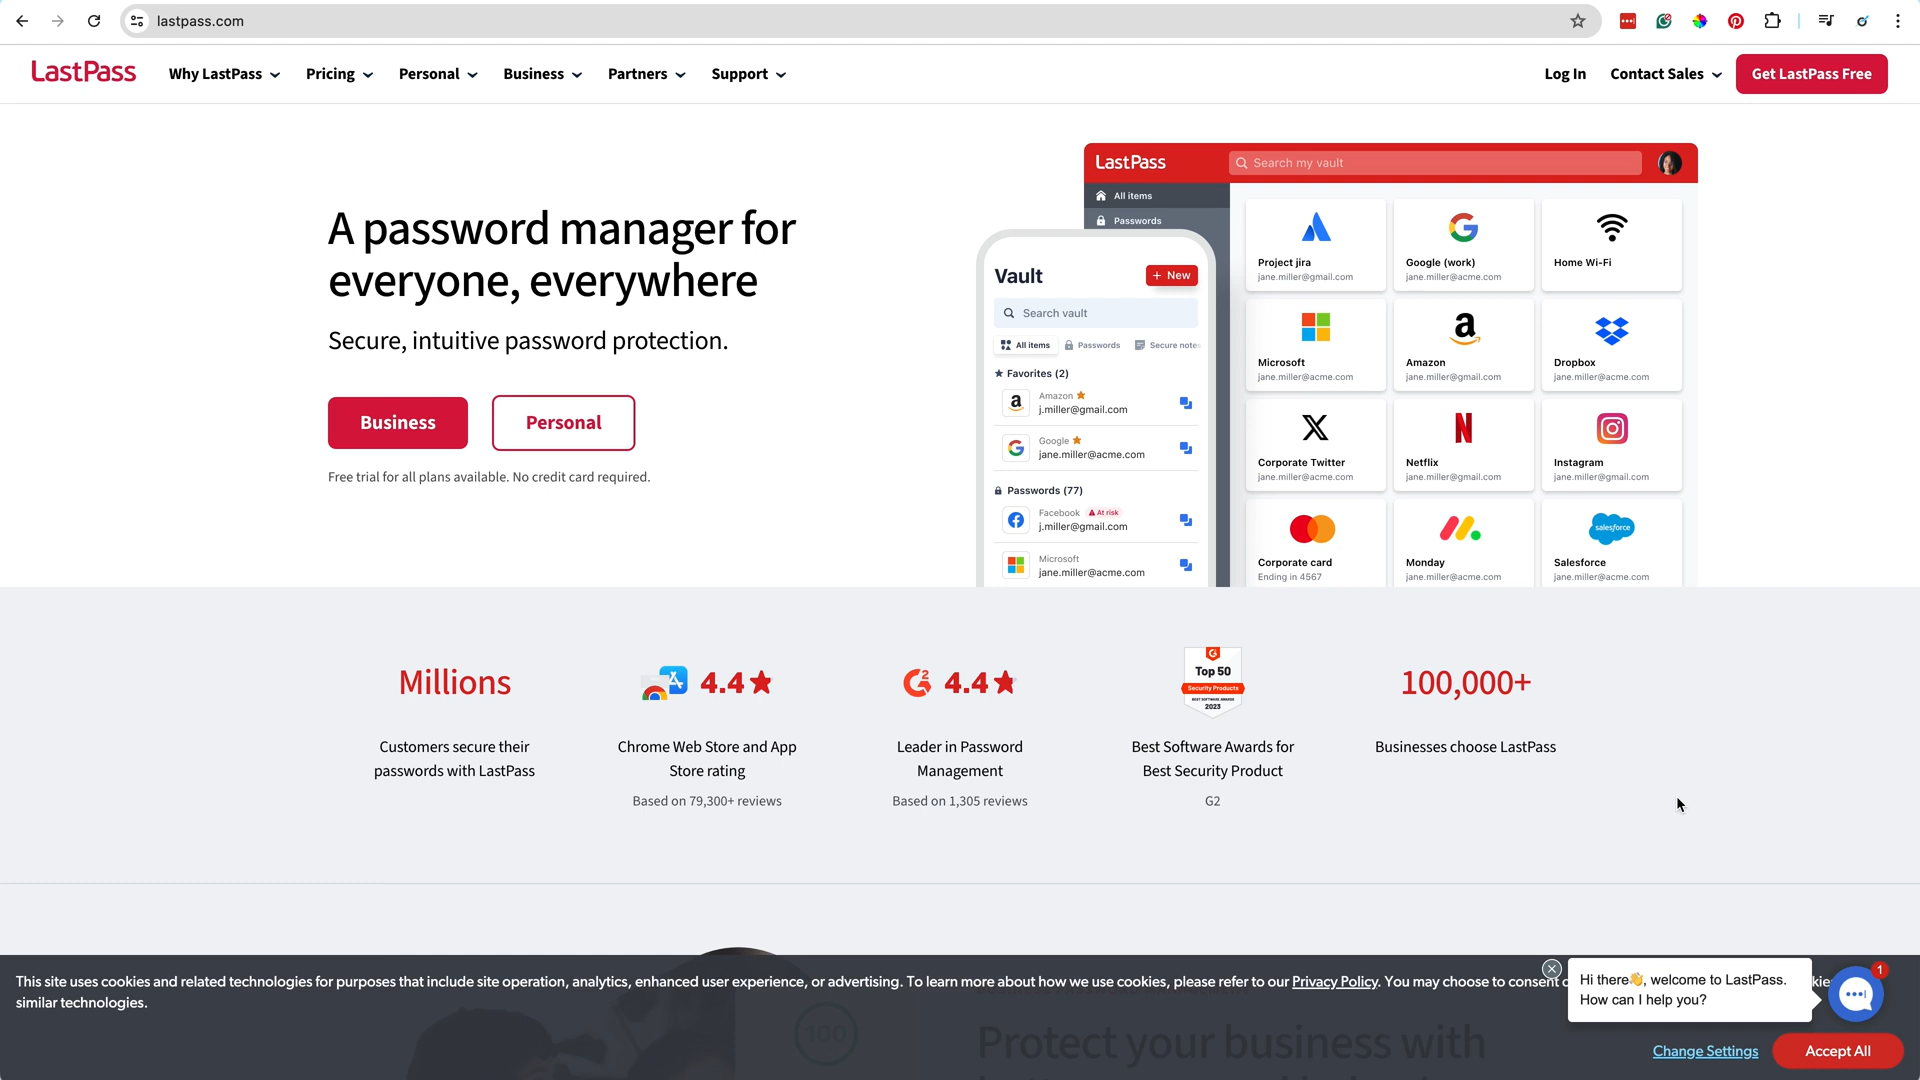 lastpass.com
LastPass
Why LastPass
Pricing
Personal
Business
Partners
Support
Log In
Contact Sales
Get LastPass Free
A password manager for
everyone, everywhere
Secure, intuitive password protection.
Business
Personal
Free trial for all plans available. No credit card required.
LastPass
Search my vault
All items
Passwords
Vault
+ New
Search vault
All items
Passwords
Secure notes
Favorites (2)
Amazon
j.miller@gmail.com
Google
jane.miller@acme.com
Passwords (77)
Facebook
At risk
j.miller@gmail.com
Microsoft
jane.miller@acme.com
Project jira
jane.miller@gmail.com
Google (work)
jane.miller@acme.com
Home Wi-Fi
Microsoft
jane.miller@acme.com
Amazon
jane.miller@gmail.com
Dropbox
jane.miller@acme.com
Corporate Twitter
jane.miller@acme.com
Netflix
jane.miller@gmail.com
Instagram
jane.miller@gmail.com
Corporate card
Ending in 4567
Monday
jane.miller@acme.com
salesforce
Salesforce
jane.miller@acme.com
Millions
Customers secure their
passwords with LastPass
4.4
Chrome Web Store and App
Store rating
Based on 79,300+ reviews
4.4
Leader in Password
Management
Based on 1,305 reviews
Top 50
Security Products
BEST SOFTWARE AWARDS
2023
Best Software Awards for
Best Security Product
G2
100,000+
Businesses choose LastPass
This site uses cookies and related technologies for purposes that include site operation, analytics, enhanced user experience, or advertising. To learn more about how we use cookies, please refer to our Privacy Policy. You may choose to consent
similar technologies.
Hi there👋, welcome to LastPass.
How can I help you?
1
100
Protect your business with
Change Settings
Accept All